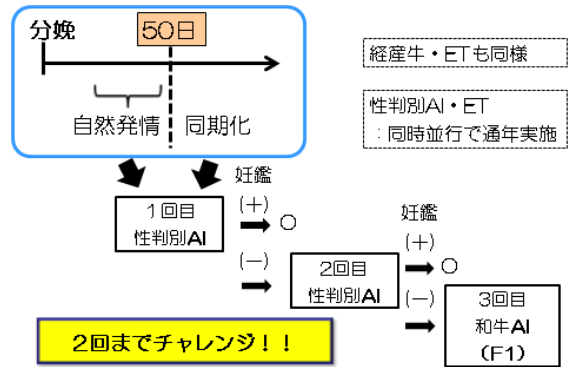 分娩
50日
自然発情
同期化
経産牛・ETも同様
性判別AI・ET
:同時並行で通年実施
妊鑑
1回目
性判別AI
(+)
○
(−)
妊鑑
2回目
性判別AI
(+)
○
(−)
3回目
和牛AI
(F1)
2回までチャレンジ!!